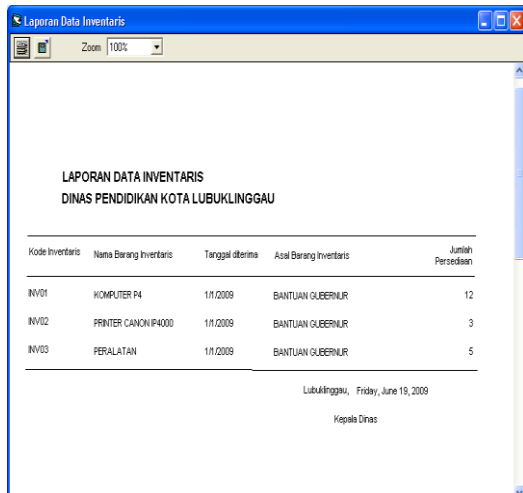 Laporan Data Inventaris
Zoom 100%
LAPORAN DATA INVENTARIS
DINAS PENDIDIKAN KOTA LUBUKLINGGAU
Kode Inventaris Nama Barang Inventaris Tanggal diterima Asal Barang Inventaris Jumlah Persediaan
INV01 KOMPUTER P4 1/1/2009 BANTUAN GUBERNUR 12
INV02 PRINTER CANON IP4000 1/1/2009 BANTUAN GUBERNUR 3
INV03 PERALATAN 1/1/2009 BANTUAN GUBERNUR 5
Lubuklinggau, Friday, June 19, 2009
Kepala Dinas